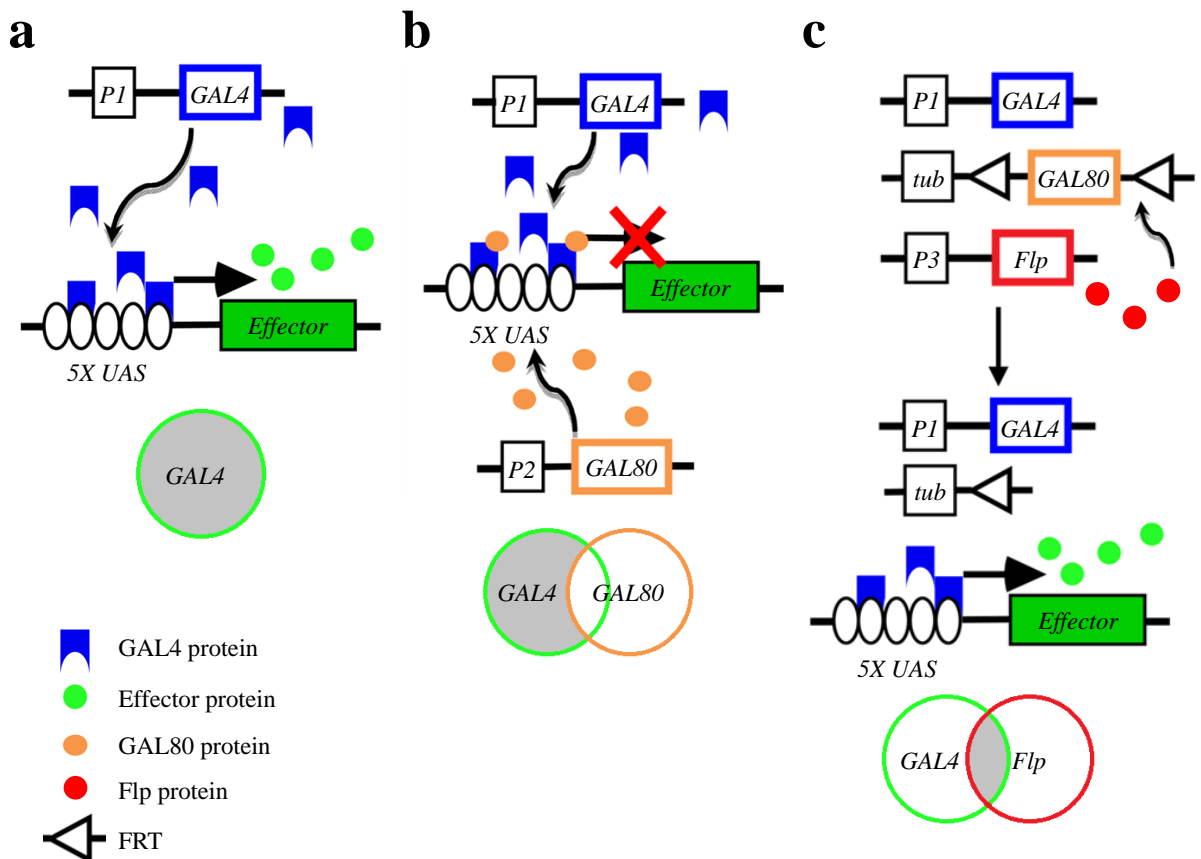 a
P1
GAL4
Effector
5X UAS
GAL4
b
P1
GAL4
Effector
5X UAS
P2
GAL80
GAL4
GAL80
c
P1
GAL4
tub
GAL80
P3
Flp
P1
GAL4
tub
Effector
5X UAS
GAL4
Flp
GAL4 protein
Effector protein
GAL80 protein
Flp protein
FRT